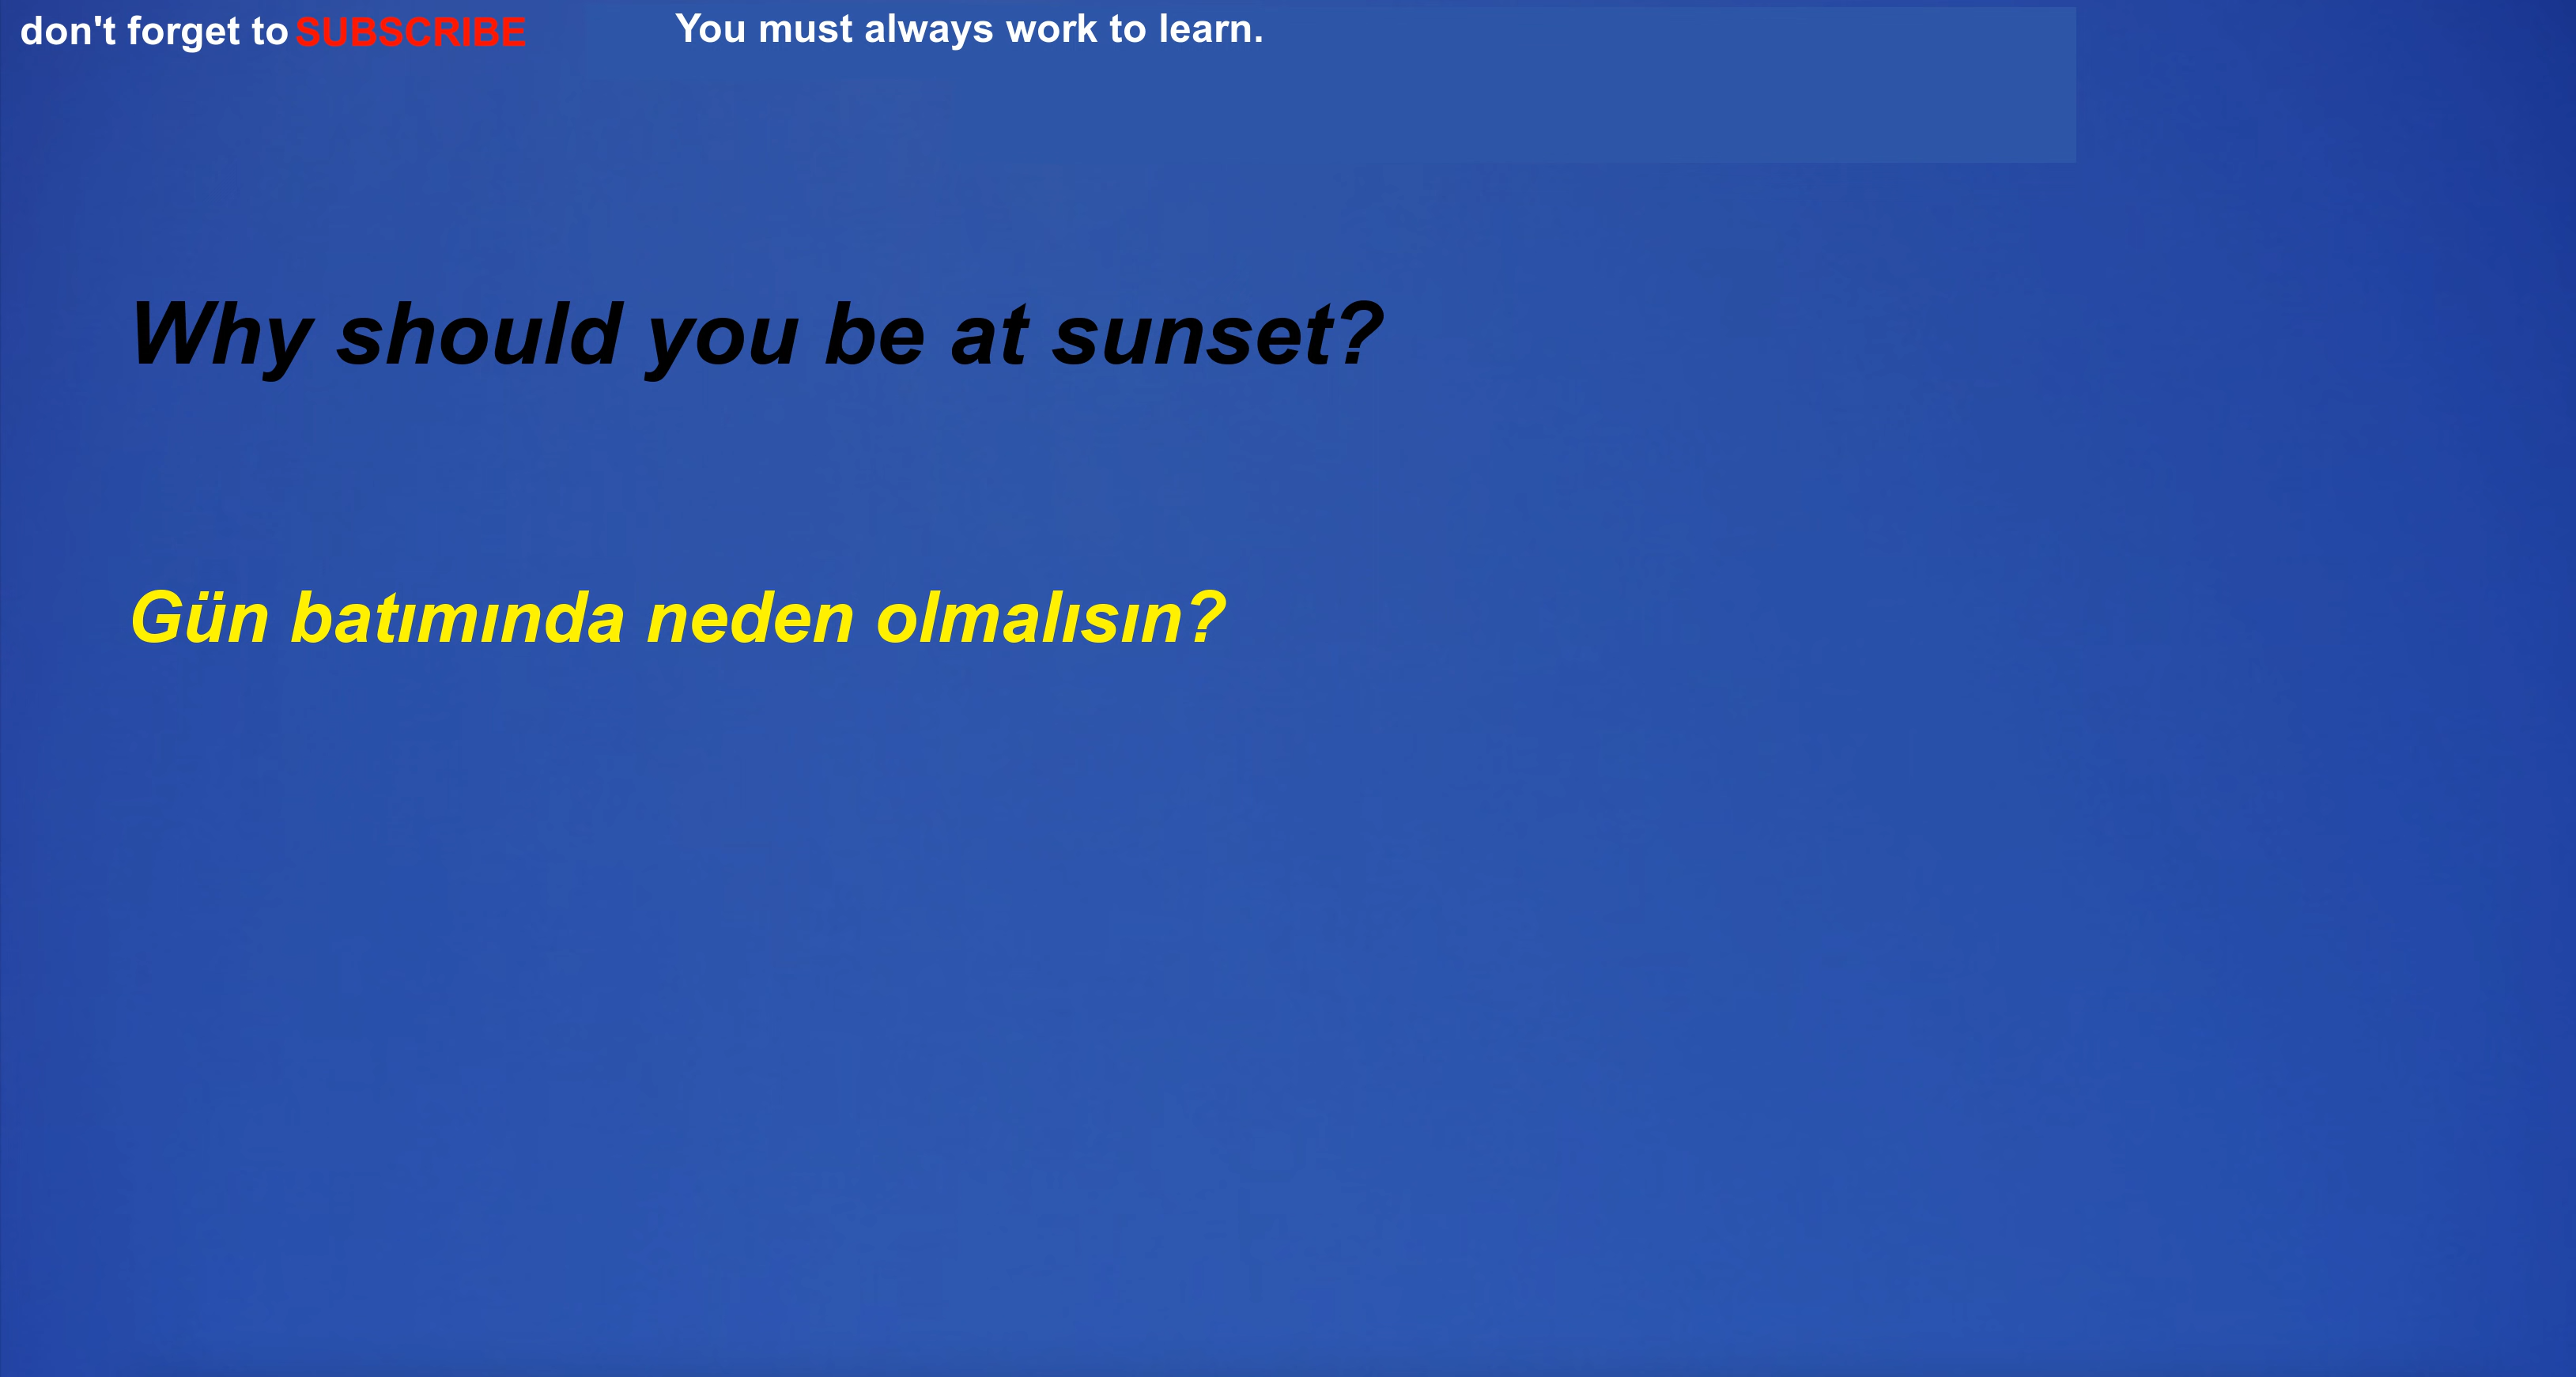 don't forget to SUBSCRIBE
You must always work to learn.
Why should you be at sunset?
Gün batımında neden olmalısın?